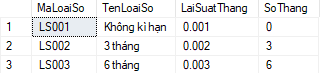 MaLoaiSo TenLoaiSo LaiSuatThang SoThang
1 LS001 Không kì hạn 0.001 0
2 LS002 3 tháng 0.002 3
3 LS003 6 tháng 0.003 6